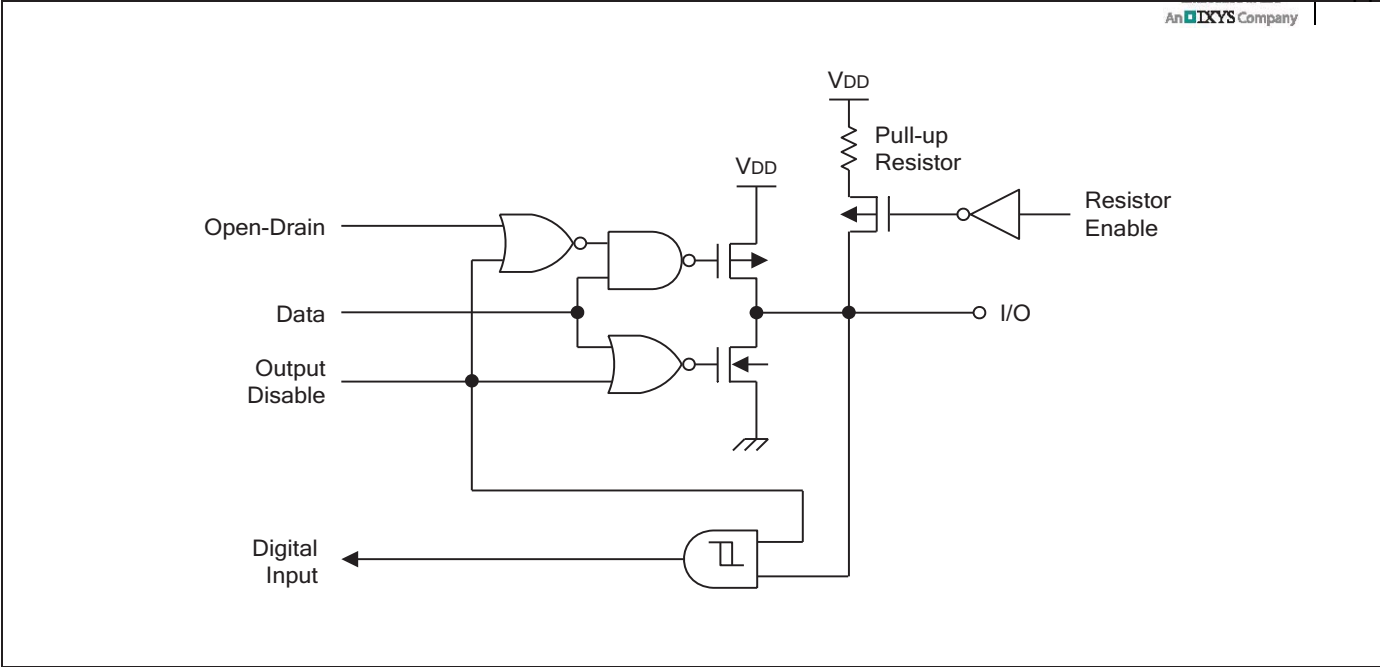 An IXYS Company
VDD
Pull-up
Resistor
VDD
Resistor
Enable
Open-Drain
Data
I/O
Output
Disable
Digital
Input